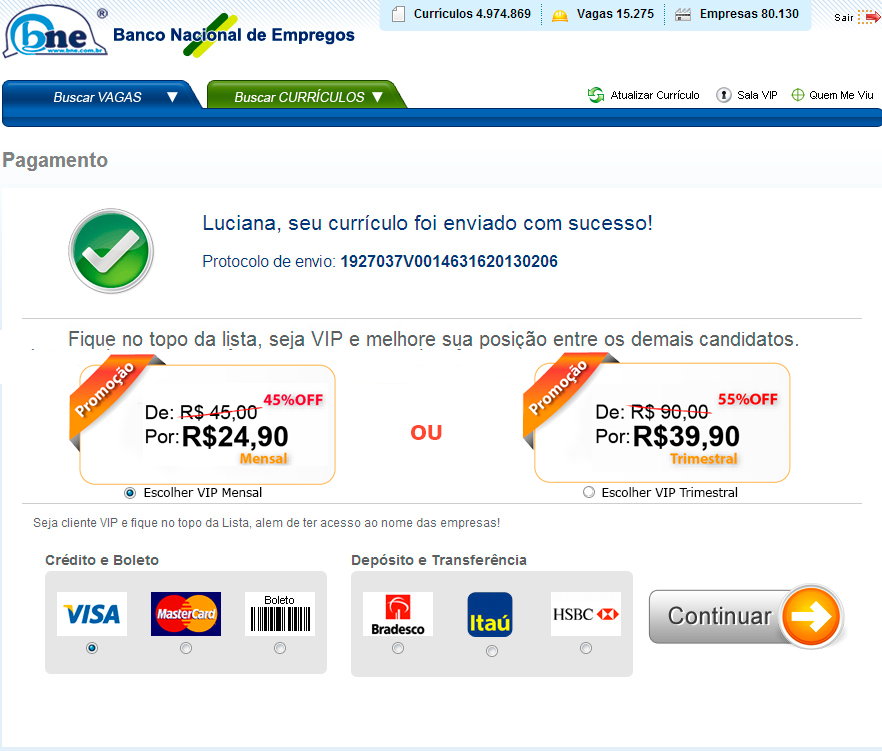 bne ®
www.bne.com.br
Banco Nacional de Empregos
Currículos 4.974.869
Vagas 15.275
Empresas 80.130
Sair
Buscar VAGAS
Buscar CURRÍCULOS
Atualizar Currículo
Sala VIP
Quem Me Viu
Pagamento
Luciana, seu currículo foi enviado com sucesso!
Protocolo de envio: 1927037V0014631620130206
Fique no topo da lista, seja VIP e melhore sua posição entre os demais candidatos.
Promoção
45%OFF
De: R$ 45,00
Por: R$24,90
Mensal
Escolher VIP Mensal
OU
Promoção
55%OFF
De: R$ 90,00
Por: R$39,90
Trimestral
Escolher VIP Trimestral
Seja cliente VIP e fique no topo da Lista, alem de ter acesso ao nome das empresas!
Crédito e Boleto
VISA
MasterCard
Boleto
Depósito e Transferência
Bradesco
Itaú
HSBC
Continuar